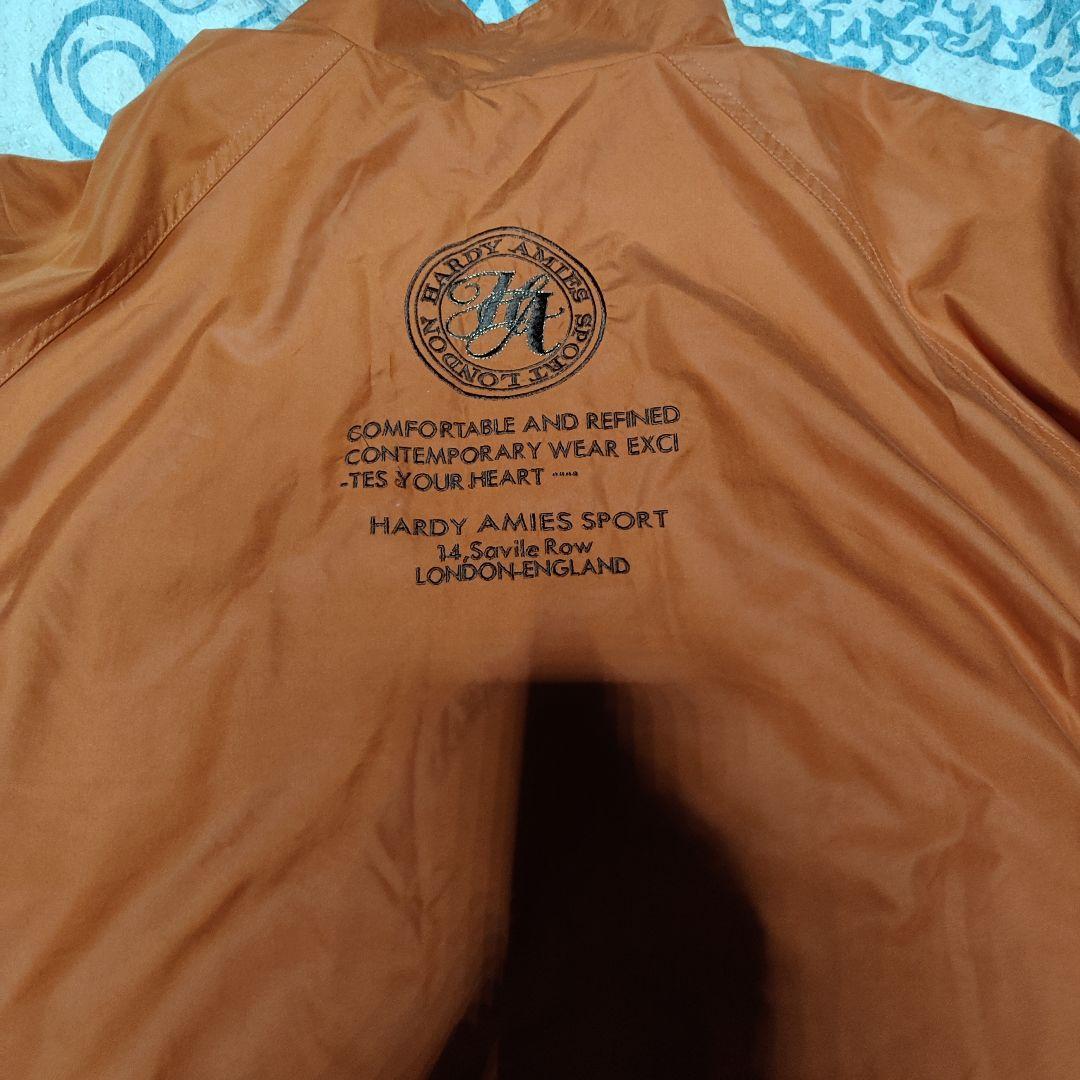 HARDY AMIES SPORT LONDON
HA
COMFORTABLE AND REFINED
CONTEMPORARY WEAR EXCI
-TES YOUR HEART """"
HARDY AMIES SPORT
14,Savile Row
LONDON-ENGLAND